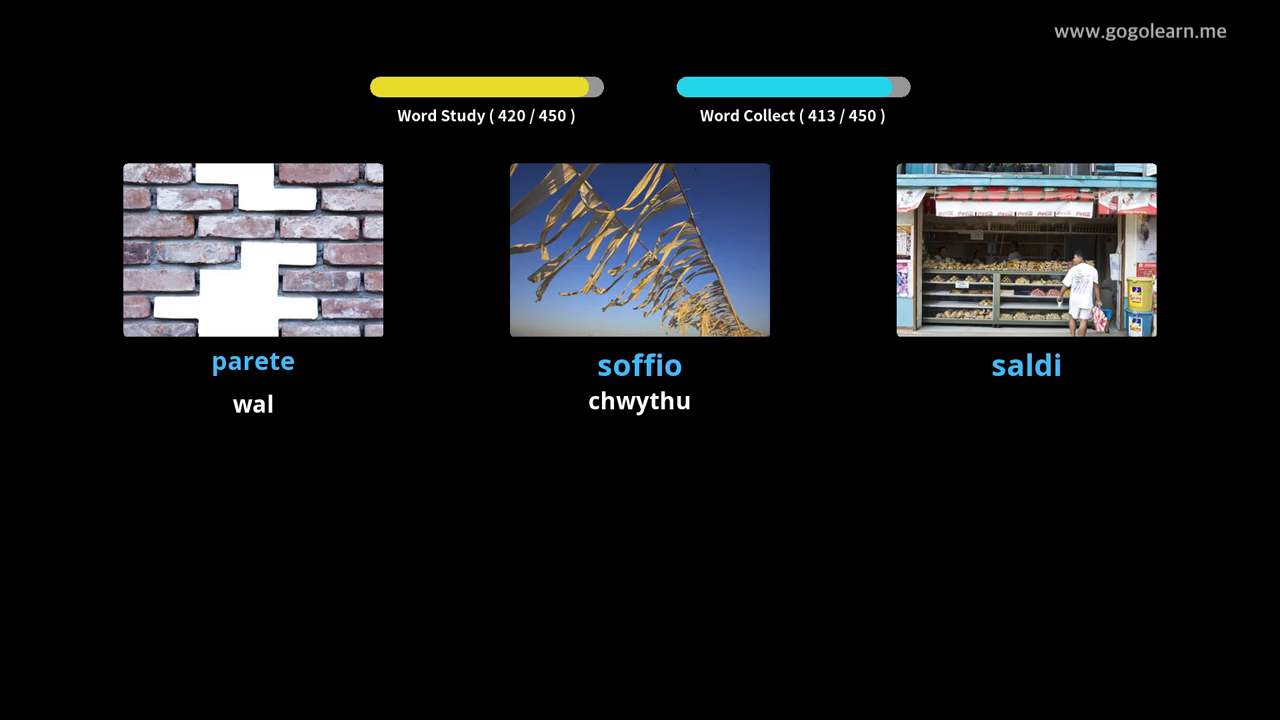 www.gogolearn.me
Word Study ( 420 / 450 )
Word Collect ( 413 / 450 )
parete
wal
soffio
chwythu
saldi